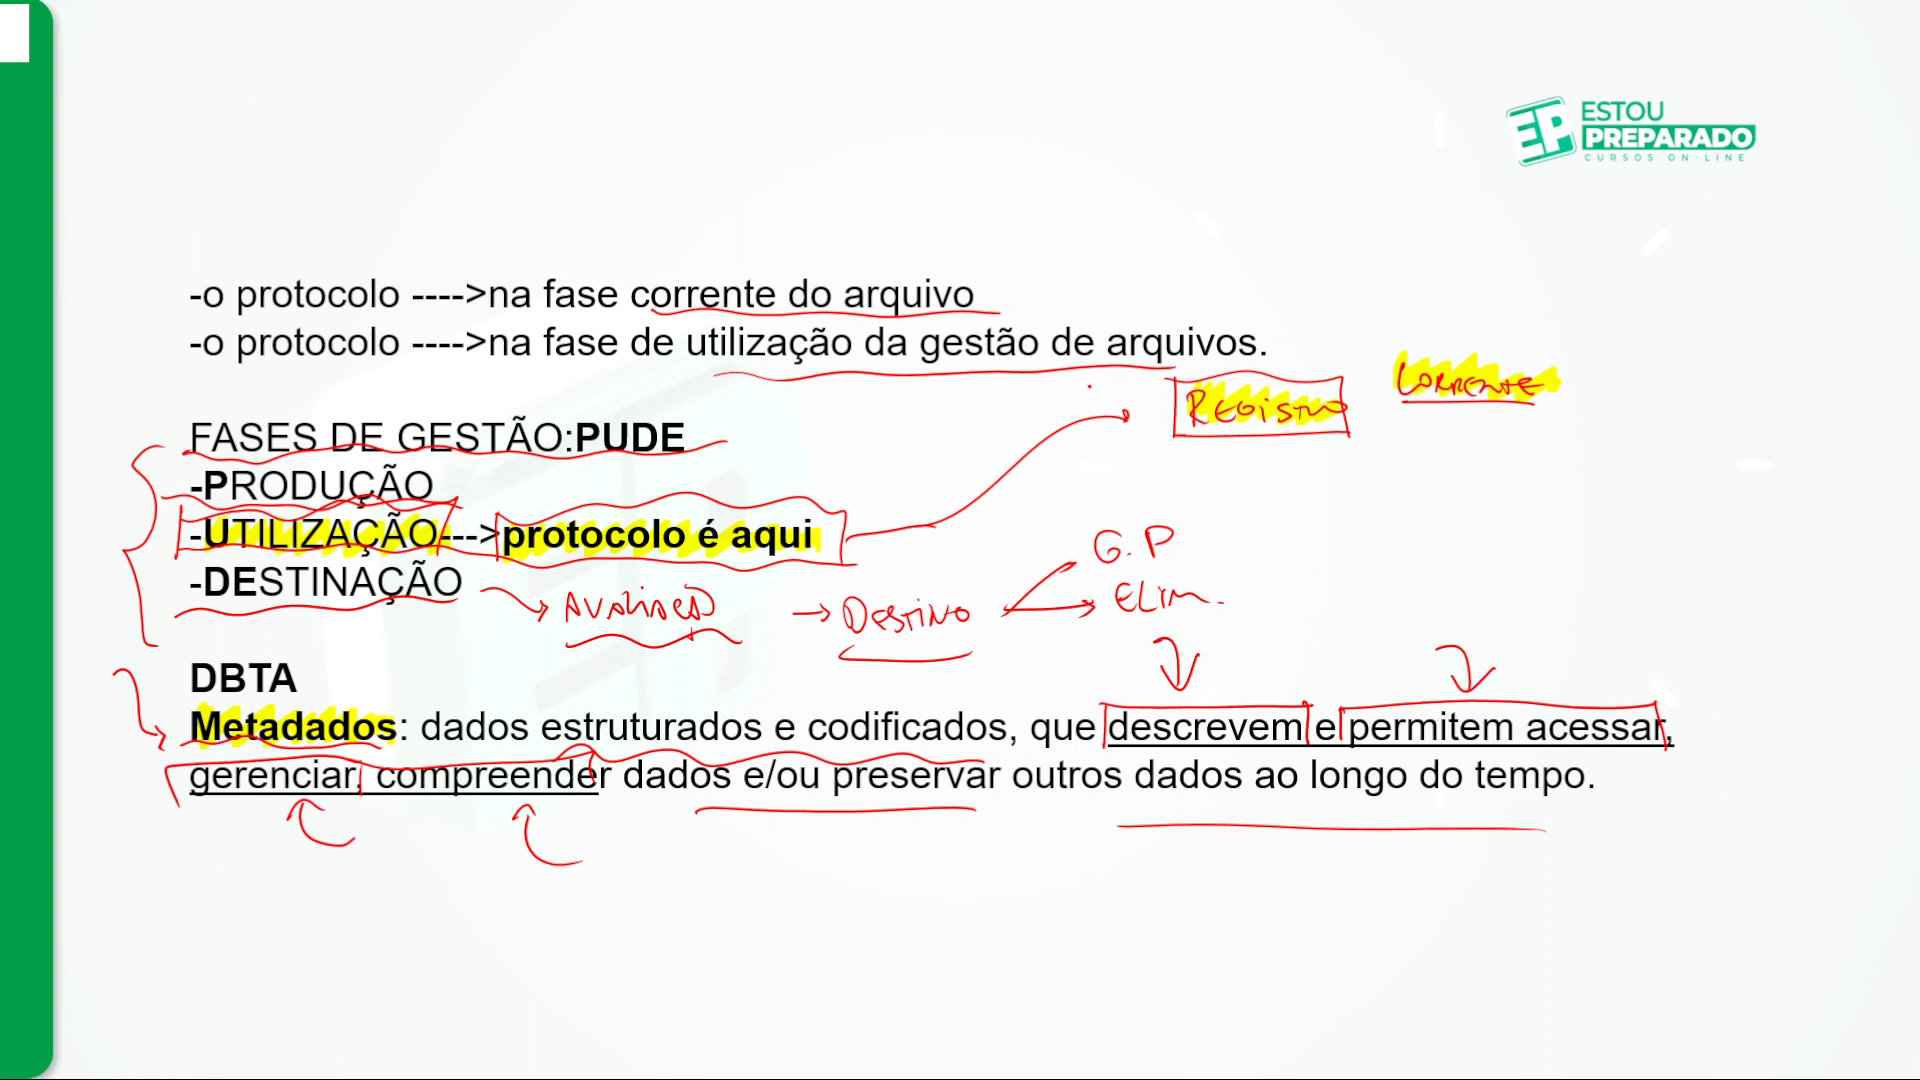 ESTOU
PREPARADO
CURSOS ON-LINE
-o protocolo ---->na fase corrente do arquivo
-o protocolo ---->na fase de utilização da gestão de arquivos.
REGISTRO
CORRENTE
FASES DE GESTÃO:PUDE
-PRODUÇÃO
-UTILIZAÇÃO--->protocolo é aqui
-DESTINAÇÃO
AVALIAÇÃO → DESTINO
G.P
ELIM.
DBTA
Metadados: dados estruturados e codificados, que descrevem e permitem acessar,
gerenciar, compreender dados e/ou preservar outros dados ao longo do tempo.